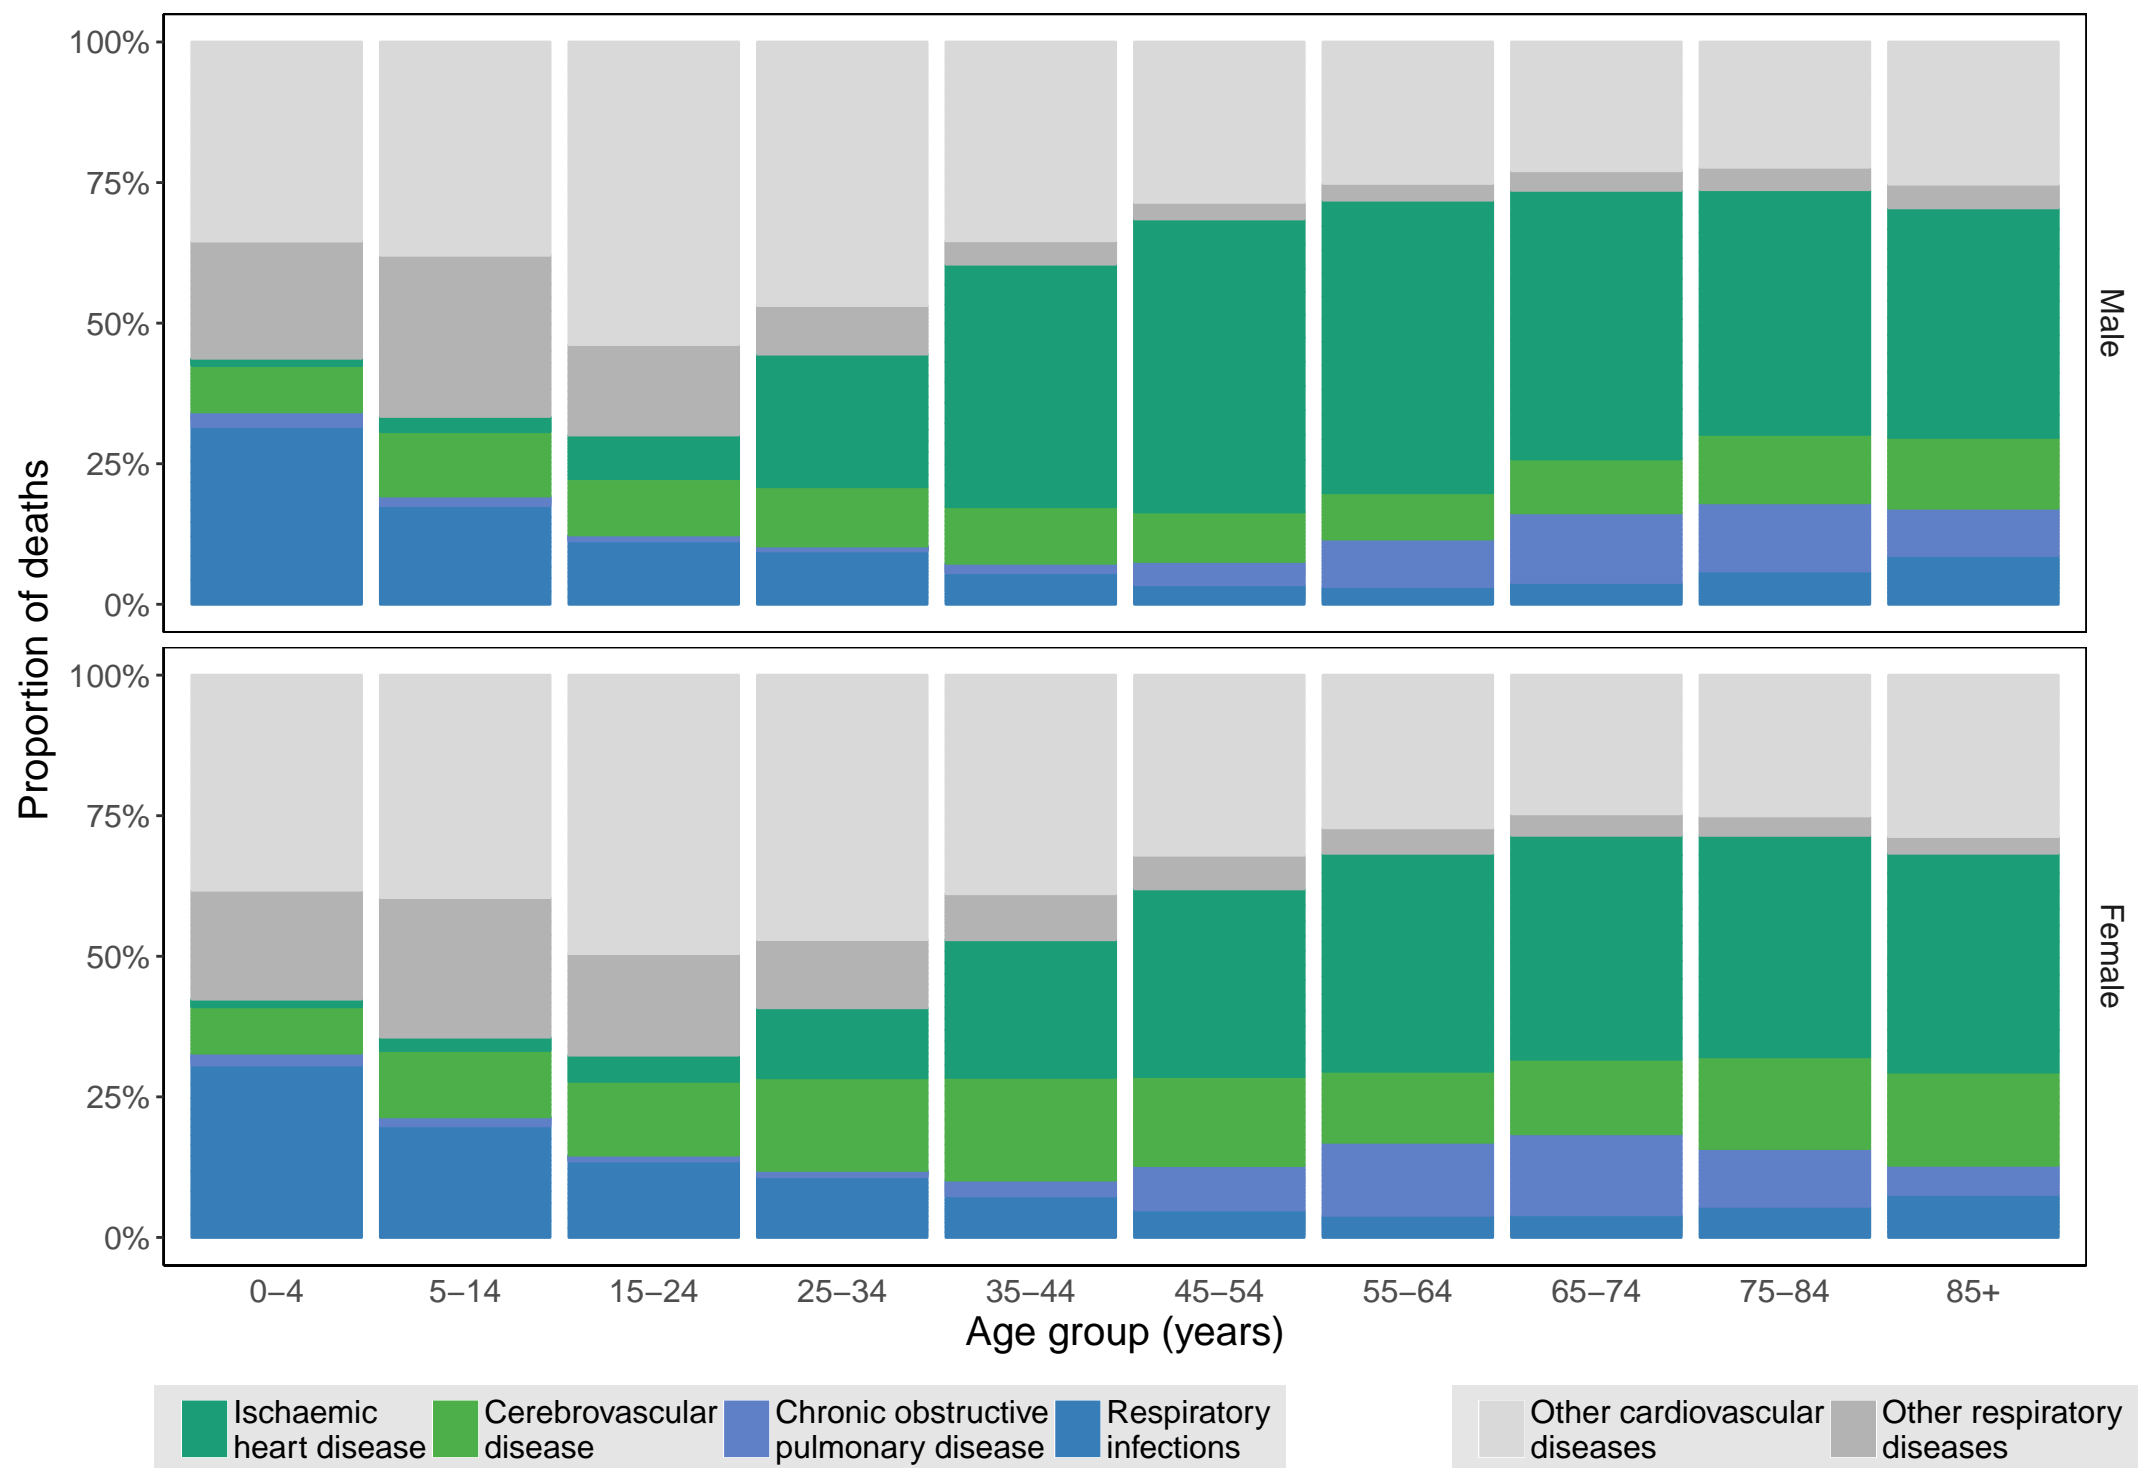 100%
75%
50%
25%
0%
Male
100%
75%
50%
25%
0%
Female
Proportion of deaths
0–4
5–14
15–24
25–34
35–44
45–54
55–64
65–74
75–84
85+
Age group (years)
Ischaemic
heart disease
Cerebrovascular
disease
Chronic obstructive
pulmonary disease
Respiratory
infections
Other cardiovascular
diseases
Other respiratory
diseases